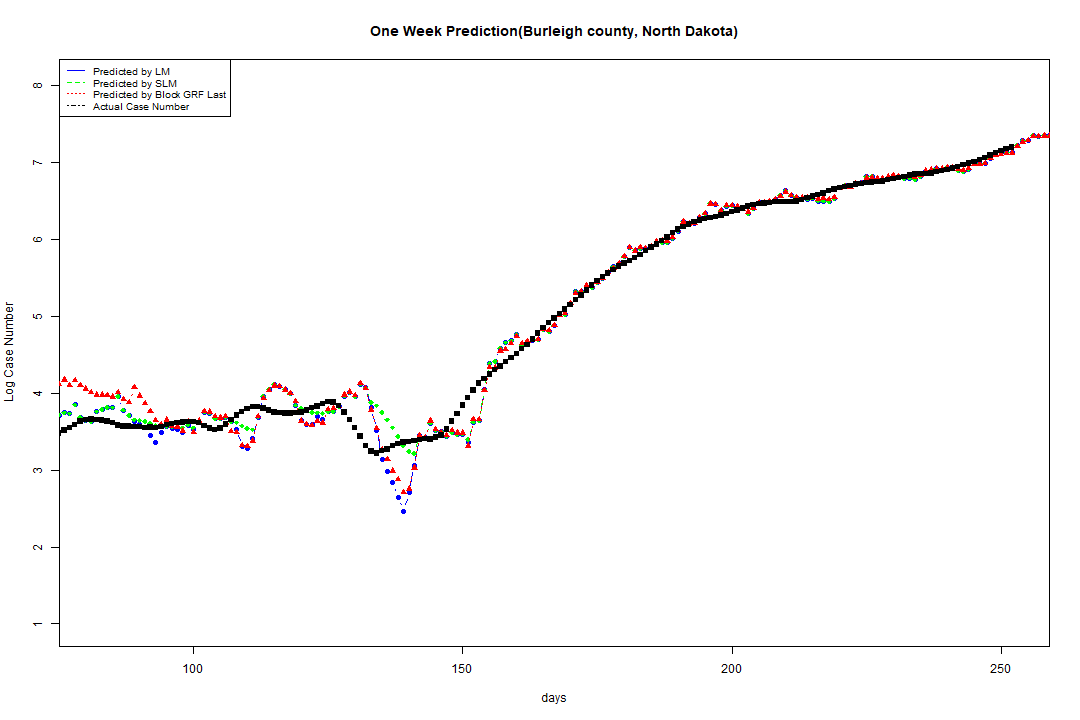 One Week Prediction(Burleigh county, North Dakota)
Predicted by LM
Predicted by SLM
Predicted by Block GRF Last
Actual Case Number
8
7
6
5
4
3
2
1
Log Case Number
100 150 200 250
days